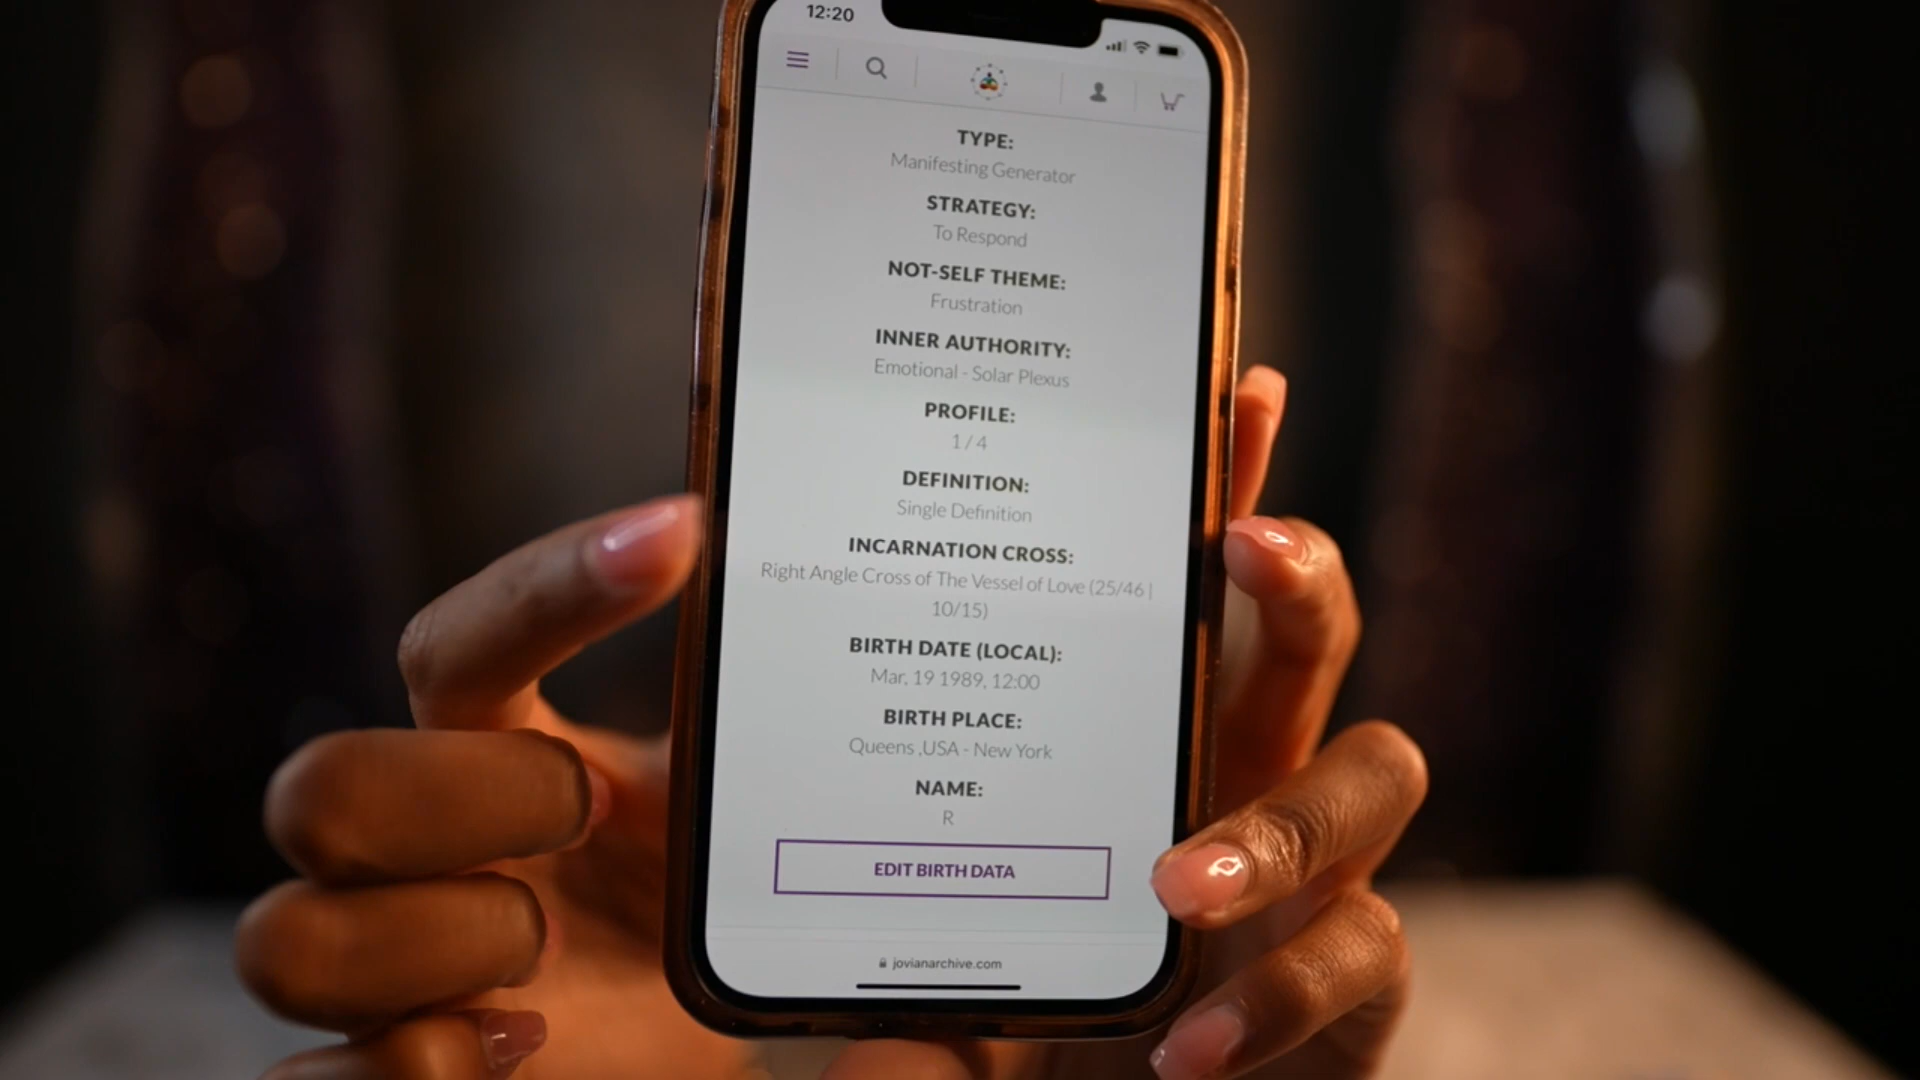 12:20
TYPE:
Manifesting Generator
STRATEGY:
To Respond
NOT-SELF THEME:
Frustration
INNER AUTHORITY:
Emotional - Solar Plexus
PROFILE:
1 / 4
DEFINITION:
Single Definition
INCARNATION CROSS:
Right Angle Cross of The Vessel of Love (25/46 |
10/15)
BIRTH DATE (LOCAL):
Mar. 19 1989, 12:00
BIRTH PLACE:
Queens ,USA - New York
NAME:
R
EDIT BIRTH DATA
jovianarchive.com